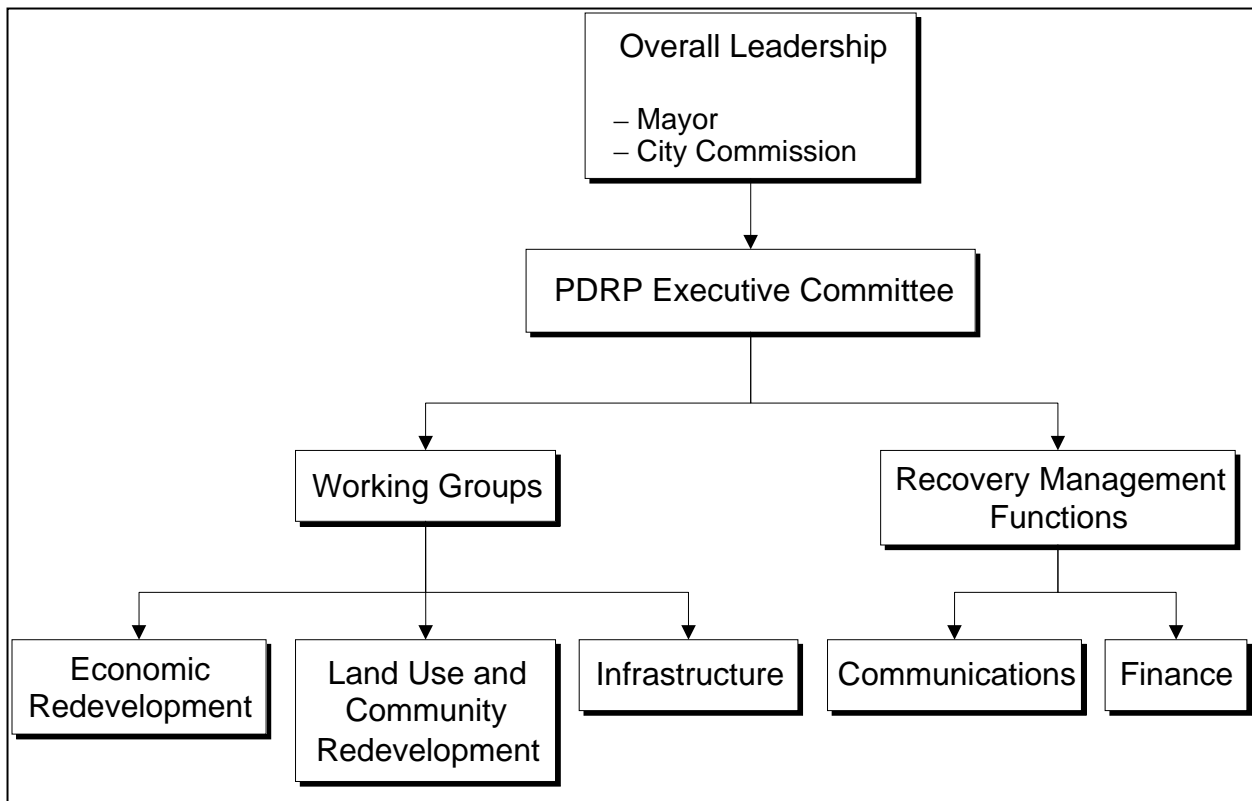 Overall Leadership
– Mayor
– City Commission
PDRP Executive Committee
Working Groups
Recovery Management
Functions
Economic
Redevelopment
Land Use and
Community
Redevelopment
Infrastructure
Communications
Finance